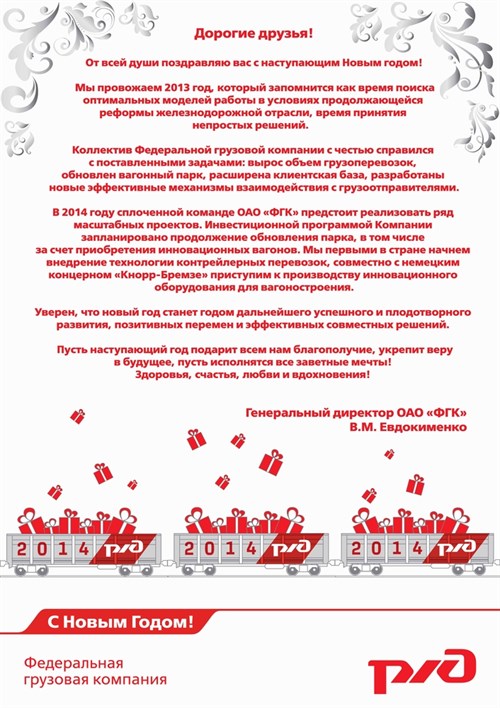 Дорогие друзья!
От всей души поздравляю вас с наступающим Новым годом!
Мы провожаем 2013 год, который запомнится как время поиска
оптимальных моделей работы в условиях продолжающейся
реформы железнодорожной отрасли, время принятия
непростых решений.
Коллектив Федеральной грузовой компании с честью справился
с поставленными задачами: вырос объем грузоперевозок,
обновлен вагонный парк, расширена клиентская база, разработаны
новые эффективные механизмы взаимодействия с грузоотправителями.
В 2014 году сплоченной команде ОАО «ФГК» предстоит реализовать ряд
масштабных проектов. Инвестиционной программой Компании
запланировано продолжение обновления парка, в том числе
за счет приобретения инновационных вагонов. Мы первыми в стране начнем
внедрение технологии контрейлерных перевозок, совместно с немецким
концерном «Кнорр-Бремзе» приступим к производству инновационного
оборудования для вагоностроения.
Уверен, что новый год станет годом дальнейшего успешного и плодотворного
развития, позитивных перемен и эффективных совместных решений.
Пусть наступающий год подарит всем нам благополучие, укрепит веру
в будущее, пусть исполнятся все заветные мечты!
Здоровья, счастья, любви и вдохновения!
Генеральный директор ОАО «ФГК»
В.М. Евдокименко
2014 ржд 2014 ржд 2014 ржд
С Новым Годом!
Федеральная
грузовая компания
ржд